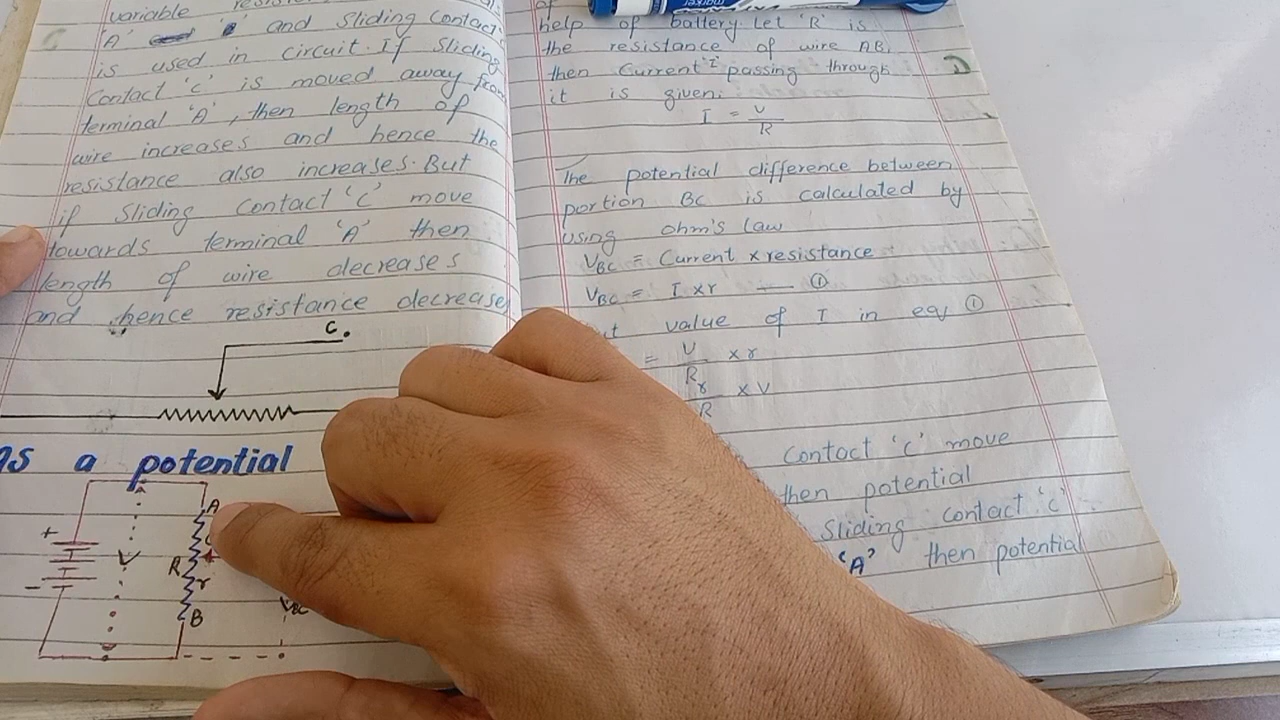 variable
'A' and Sliding Contact
is used in circuit. If Sliding
Contact 'C' is moved away from
terminal 'A', then length of
wire increases and hence the
resistance also increases. But
if Sliding Contact 'C' move
towards terminal 'A' then
length of wire decreases
and hence resistance decrease
C.
as a potential
A
+
V
R
r
-
B
VBC
of
help of battery. Let 'R' is
the resistance of wire AB.
then Current 'I' passing through
it is given.
I = V/R
The potential difference between
portion BC is calculated by
using ohm's law
VBC = Current x resistance
VBC = I x r — ①
value of I in eq ①
= V/R x r
r/R x V
Contact 'C' move
then potential
Sliding contact 'C'
'A' then potential